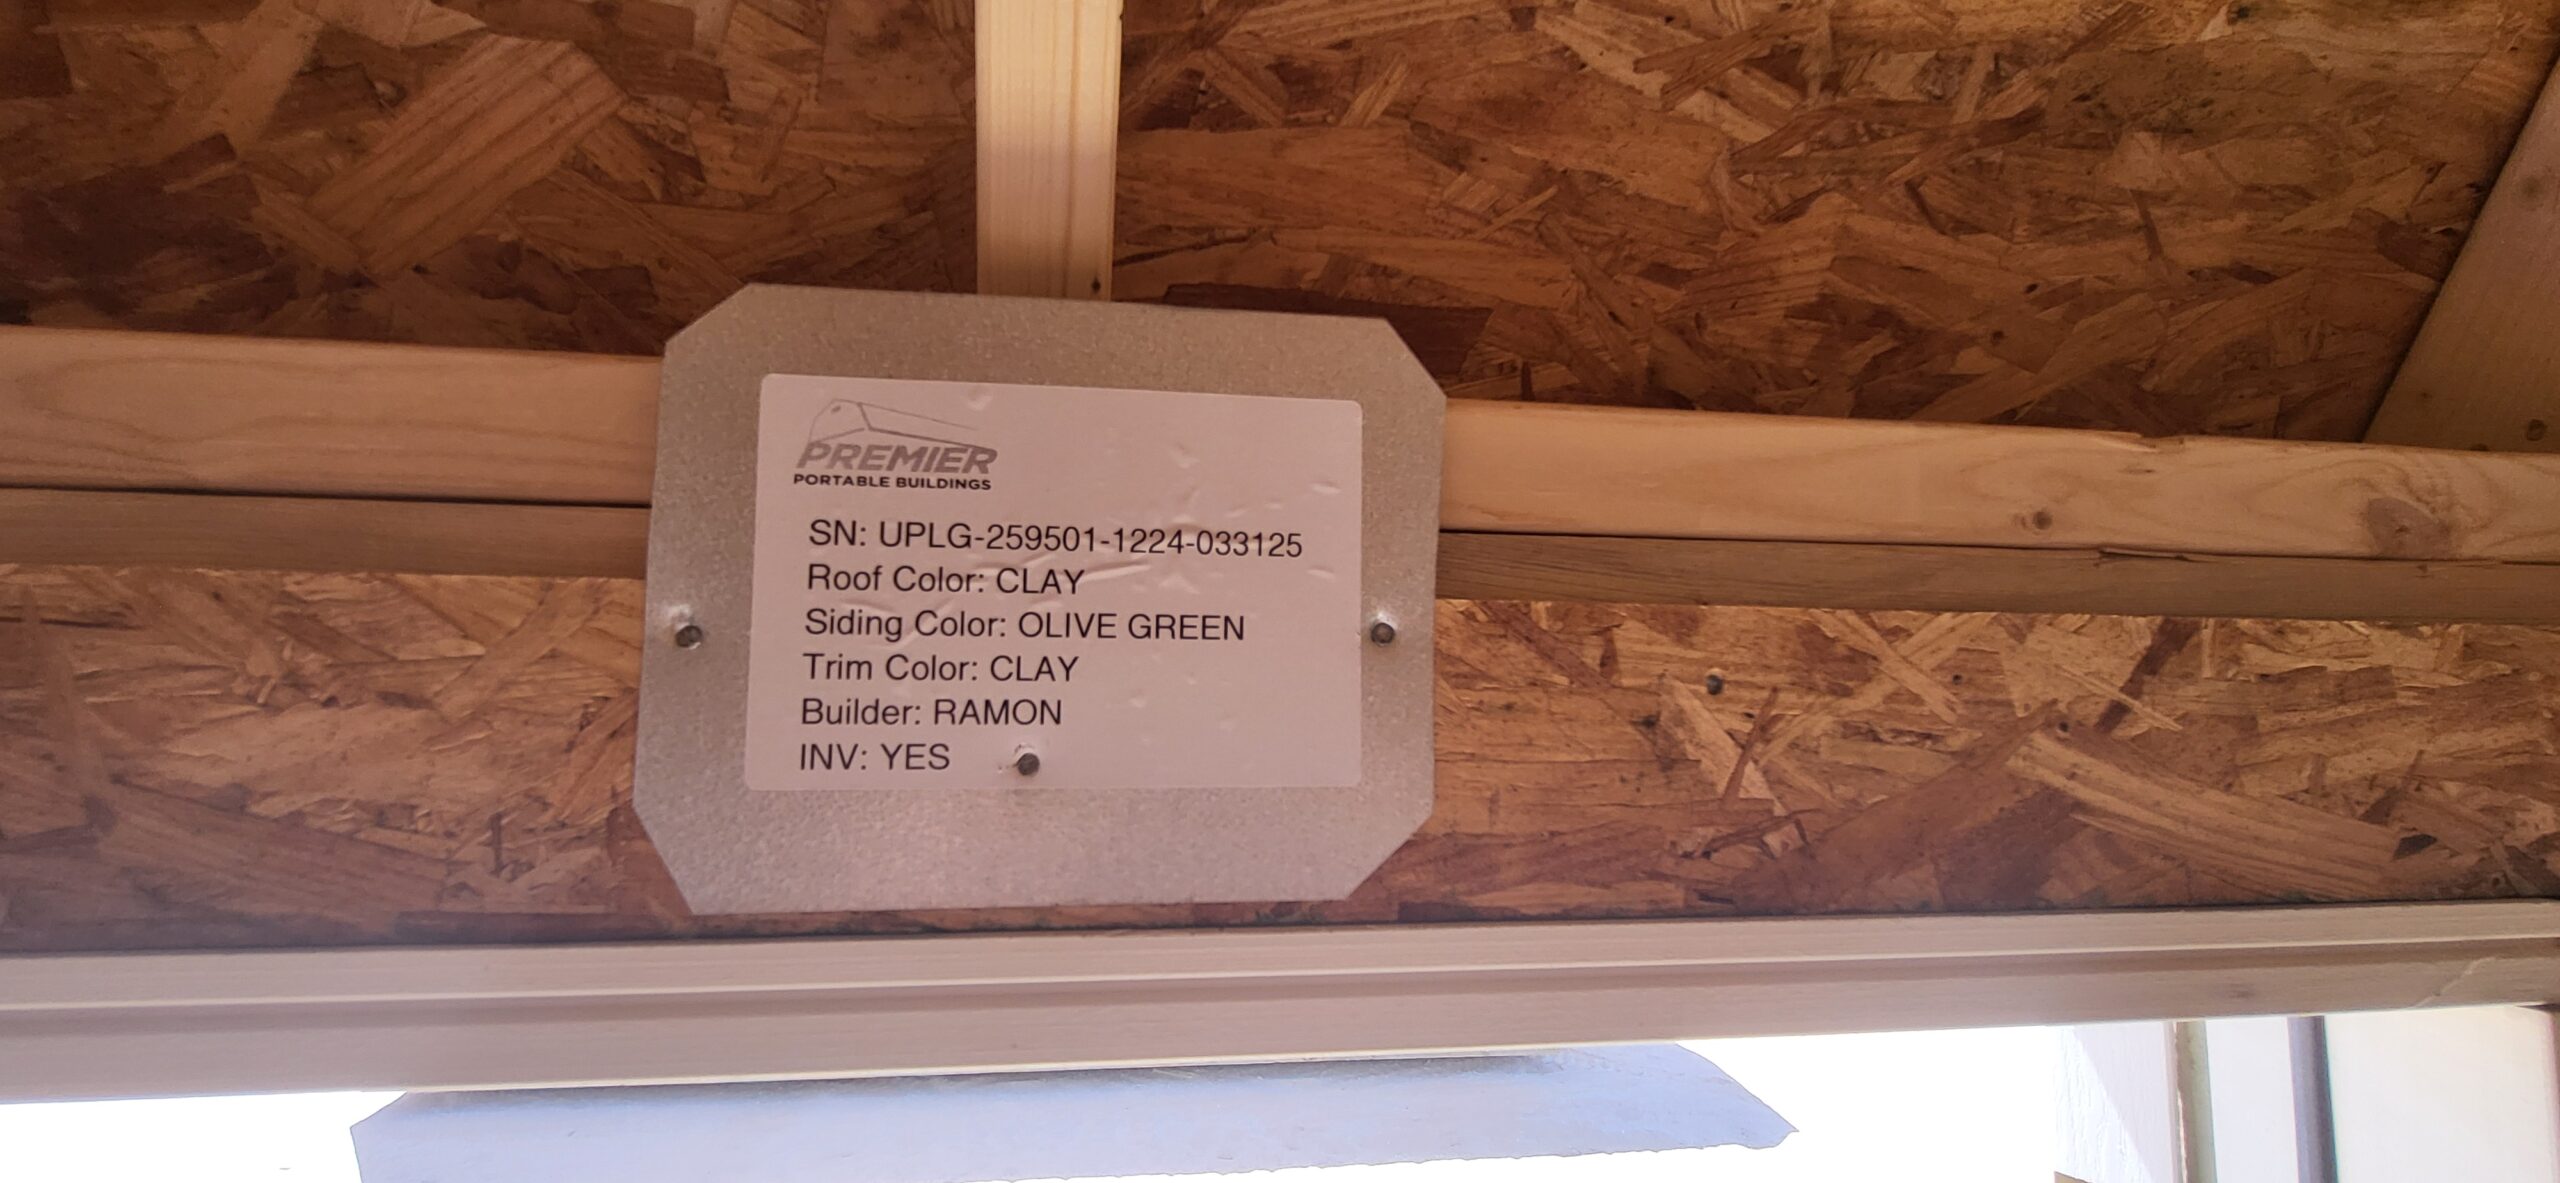 PREMIER
PORTABLE BUILDINGS
SN: UPLG-259501-1224-033125
Roof Color: CLAY
Siding Color: OLIVE GREEN
Trim Color: CLAY
Builder: RAMON
INV: YES